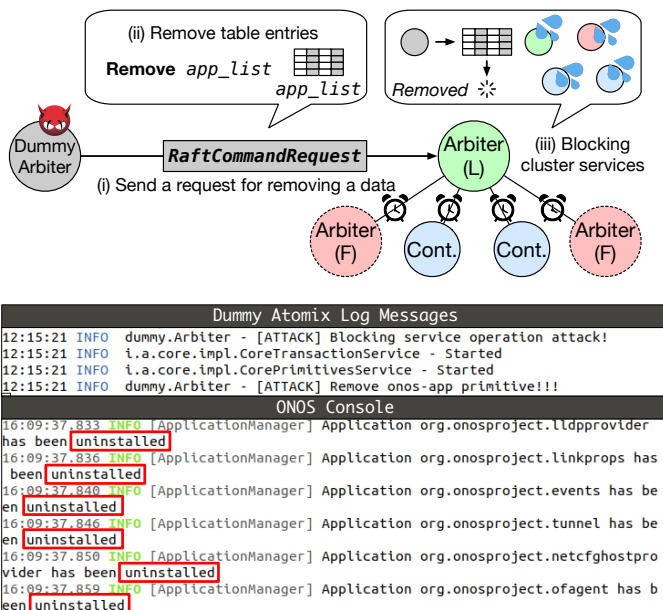 (ii) Remove table entries
Remove app_list
app_list
Removed
Dummy
Arbiter
RaftCommandRequest
(i) Send a request for removing a data
Arbiter
(L)
(iii) Blocking
cluster services
Arbiter
(F)
Cont.
Cont.
Arbiter
(F)
Dummy Atomix Log Messages
12:15:21 INFO dummy.Arbiter - [ATTACK] Blocking service operation attack!
12:15:21 INFO i.a.core.impl.CoreTransactionService - Started
12:15:21 INFO i.a.core.impl.CorePrimitivesService - Started
12:15:21 INFO dummy.Arbiter - [ATTACK] Remove onos-app primitive!!!
ONOS Console
16:09:37.833 INFO [ApplicationManager] Application org.onosproject.lldpprovider
has been uninstalled
16:09:37.836 INFO [ApplicationManager] Application org.onosproject.linkprops has
been uninstalled
16:09:37.840 INFO [ApplicationManager] Application org.onosproject.events has be
en uninstalled
16:09:37.846 INFO [ApplicationManager] Application org.onosproject.tunnel has be
en uninstalled
16:09:37.850 INFO [ApplicationManager] Application org.onosproject.netcfghostpro
vider has been uninstalled
16:09:37.859 INFO [ApplicationManager] Application org.onosproject.ofagent has b
een uninstalled